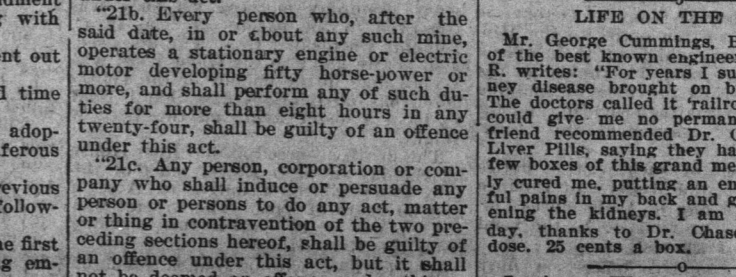 with
ent out
d time
adop-
ferous
evious
follow-
e first
g em-
"21b. Every person who, after the
said date, in or about any such mine,
operates a stationary engine or electric
motor developing fifty horse-power or
more, and shall perform any of such du-
ties for more than eight hours in any
twenty-four, shall be guilty of an offence
under this act.
"21c. Any person, corporation or com-
pany who shall induce or persuade any
person or persons to do any act, matter
or thing in contravention of the two pre-
ceding sections hereof, shall be guilty of
an offence under this act, but it shall
LIFE ON THE
Mr. George Cummings,
of the best known enginee
R. writes: "For years I su
ney disease brought on b
The doctors called it 'railro
could give me no perman
friend recommended Dr. C
Liver Pills, saying they ha
few boxes of this grand me
ly cured me, putting an en
ful pains in my back and g
ening the kidneys. I am
day, thanks to Dr. Chas
dose. 25 cents a box.